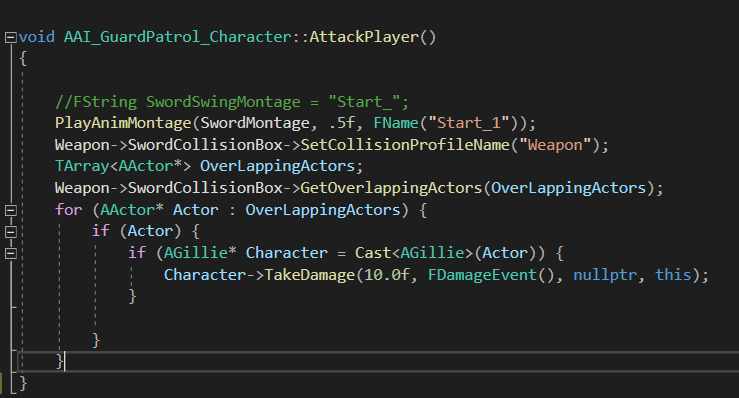 void AAI_GuardPatrol_Character::AttackPlayer()
{
//FString SwordSwingMontage = "Start_";
PlayAnimMontage(SwordMontage, .5f, FName("Start_1"));
Weapon->SwordCollisionBox->SetCollisionProfileName("Weapon");
TArray<AActor*> OverLappingActors;
Weapon->SwordCollisionBox->GetOverlappingActors(OverLappingActors);
for (AActor* Actor : OverLappingActors) {
if (Actor) {
if (AGillie* Character = Cast<AGillie>(Actor)) {
Character->TakeDamage(10.0f, FDamageEvent(), nullptr, this);
}
}
}
}